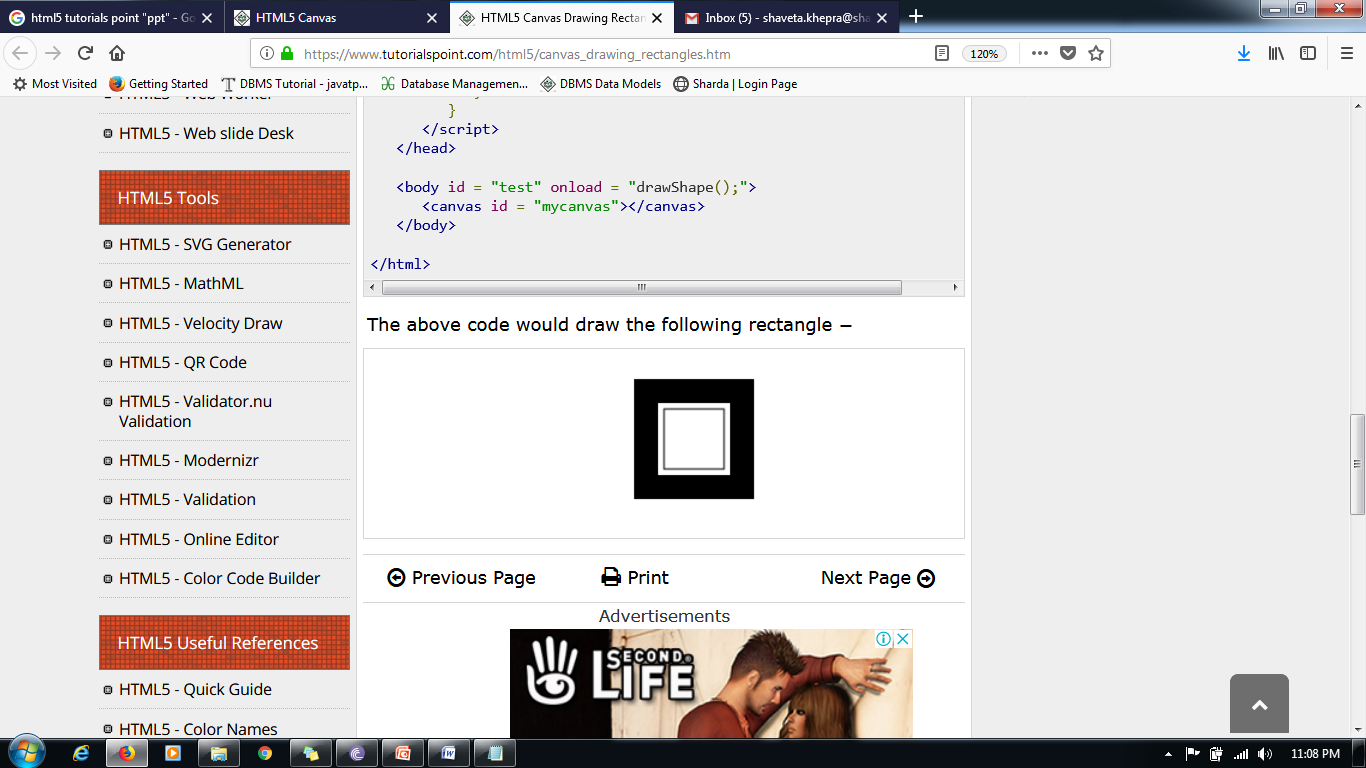 html5 tutorials point "ppt" - Go
HTML5 Canvas
HTML5 Canvas Drawing Rectan
Inbox (5) - shaveta.khepra@sha
https://www.tutorialspoint.com/html5/canvas_drawing_rectangles.htm
120%
Most Visited
Getting Started
DBMS Tutorial - javatp...
Database Managemen...
DBMS Data Models
Sharda | Login Page
HTML5 - Web Worker
HTML5 - Web slide Desk
HTML5 Tools
HTML5 - SVG Generator
HTML5 - MathML
HTML5 - Velocity Draw
HTML5 - QR Code
HTML5 - Validator.nu
Validation
HTML5 - Modernizr
HTML5 - Validation
HTML5 - Online Editor
HTML5 - Color Code Builder
HTML5 Useful References
HTML5 - Quick Guide
HTML5 - Color Names
}
</script>
</head>
<body id = "test" onload = "drawShape();">
<canvas id = "mycanvas"></canvas>
</body>
</html>
The above code would draw the following rectangle −
Previous Page
Print
Next Page
Advertisements
SECOND
LIFE
11:08 PM